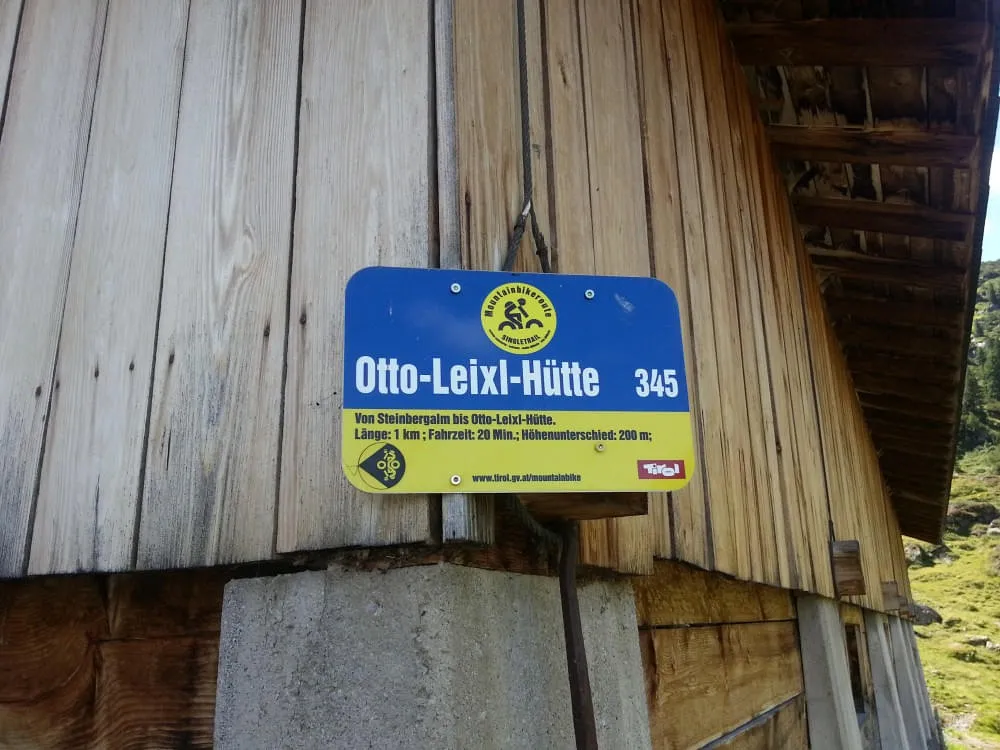 Mountainbikeroute
SINGLETRAIL
Otto-Leixl-Hütte 345
Von Steinbergalm bis Otto-Leixl-Hütte.
Länge: 1 km ; Fahrzeit: 20 Min.; Höhenunterschied: 200 m;
www.tirol.gv.at/mountainbike
Tirol